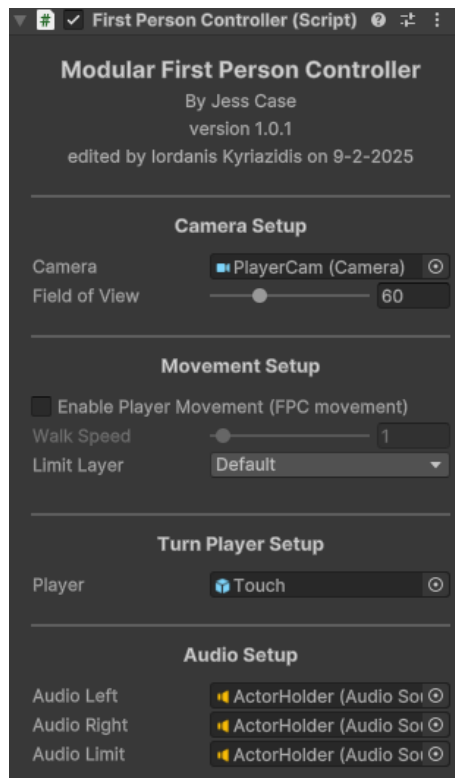 First Person Controller (Script)
Modular First Person Controller
By Jess Case
version 1.0.1
edited by Iordanis Kyriazidis on 9-2-2025
Camera Setup
Camera PlayerCam (Camera)
Field of View 60
Movement Setup
Enable Player Movement (FPC movement)
Walk Speed 1
Limit Layer Default
Turn Player Setup
Player Touch
Audio Setup
Audio Left ActorHolder (Audio Sou
Audio Right ActorHolder (Audio Sou
Audio Limit ActorHolder (Audio Sou